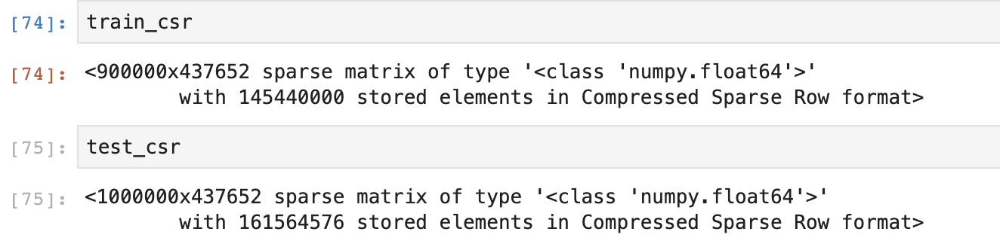 [74]: train_csr
[74]: <900000x437652 sparse matrix of type '<class 'numpy.float64'>'
with 145440000 stored elements in Compressed Sparse Row format>
[75]: test_csr
[75]: <1000000x437652 sparse matrix of type '<class 'numpy.float64'>'
with 161564576 stored elements in Compressed Sparse Row format>